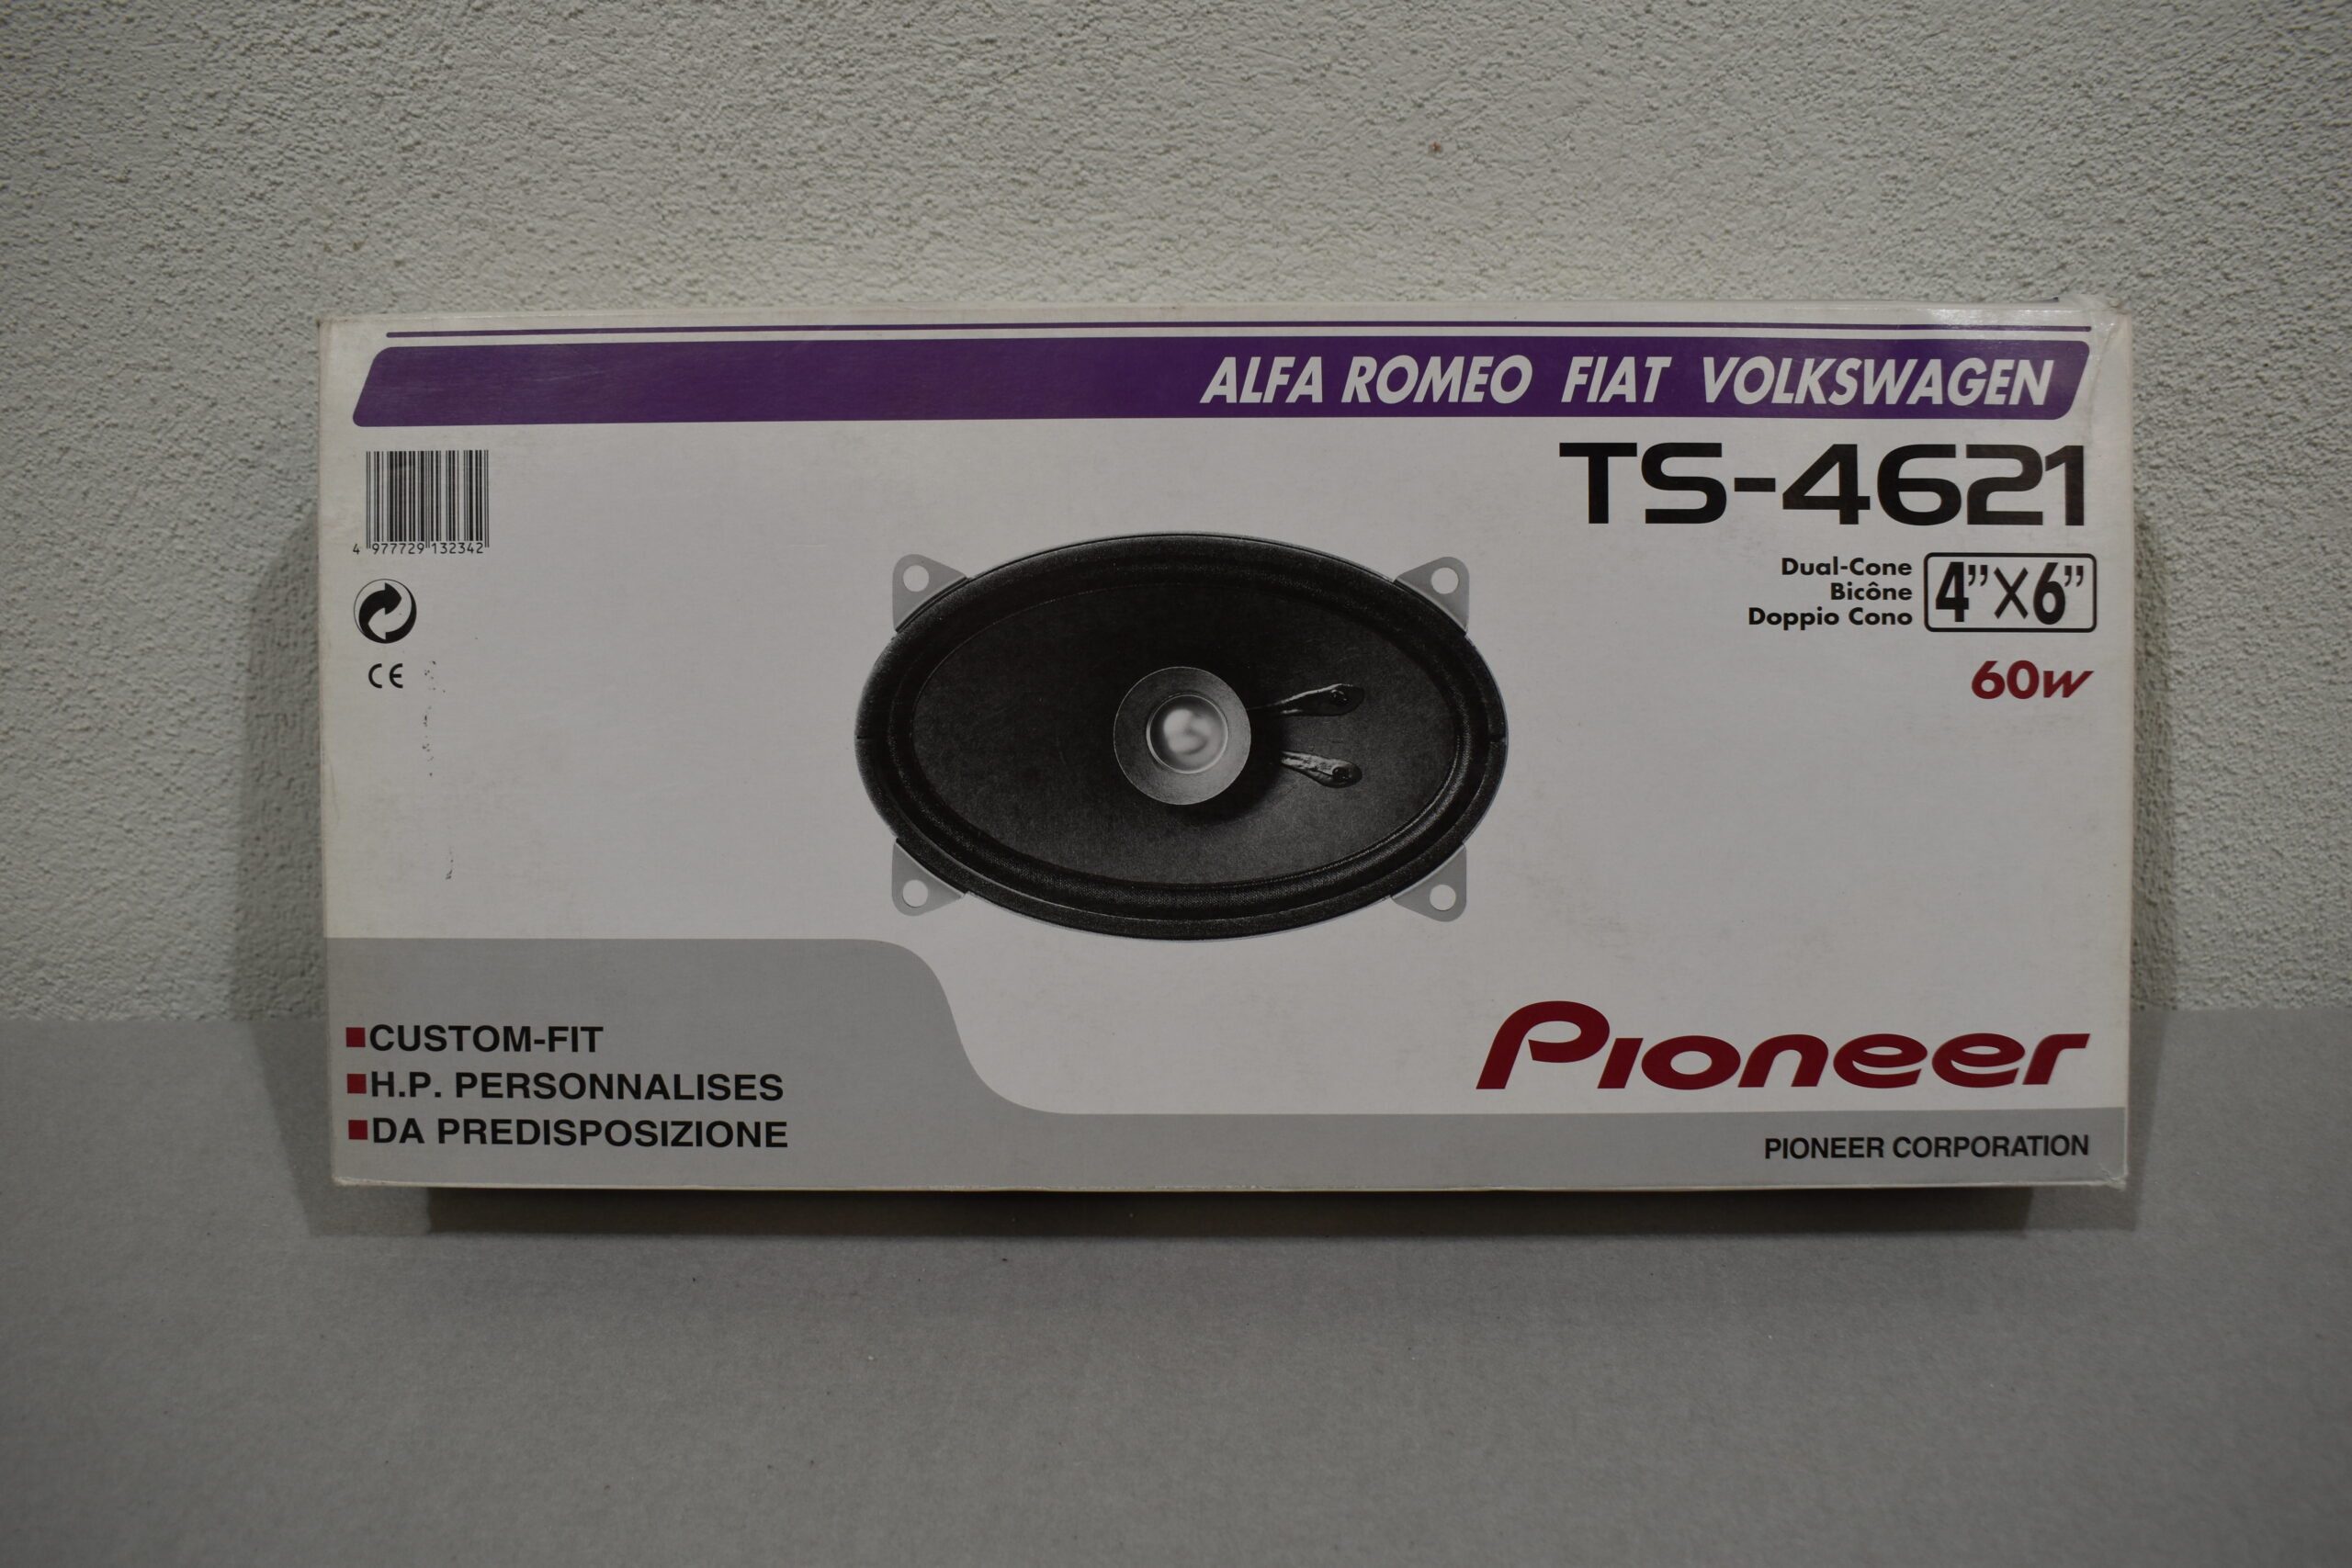 ALFA ROMEO FIAT VOLKSWAGEN
TS-4621
4 977729 132342
Dual-Cone
Bicône
Doppio Cono
4”×6”
60w
CE
CUSTOM-FIT
H.P. PERSONNALISES
DA PREDISPOSIZIONE
Pioneer
PIONEER CORPORATION